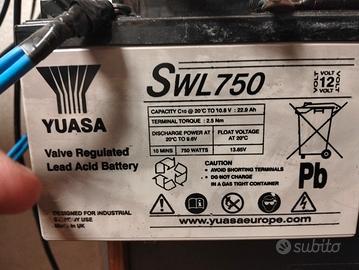 YUASA
Valve Regulated
Lead Acid Battery
DESIGNED FOR INDUSTRIAL
USE
Made in UK
SWL750
VOLT 12 VOLT
CAPACITY C10 @ 20°C TO 10.8 V : 22.9 Ah
TERMINAL TORQUE : 2.5 Nm
DISCHARGE POWER AT
20°C TO 9.6V
FLOAT VOLTAGE
AT 20°C
10 MINS
750 WATTS
13.65V
CAUTION
AVOID SHORTING TERMINALS
DO NOT CHARGE
IN A GAS TIGHT CONTAINER
Pb
www.yuasaeurope.com
subito